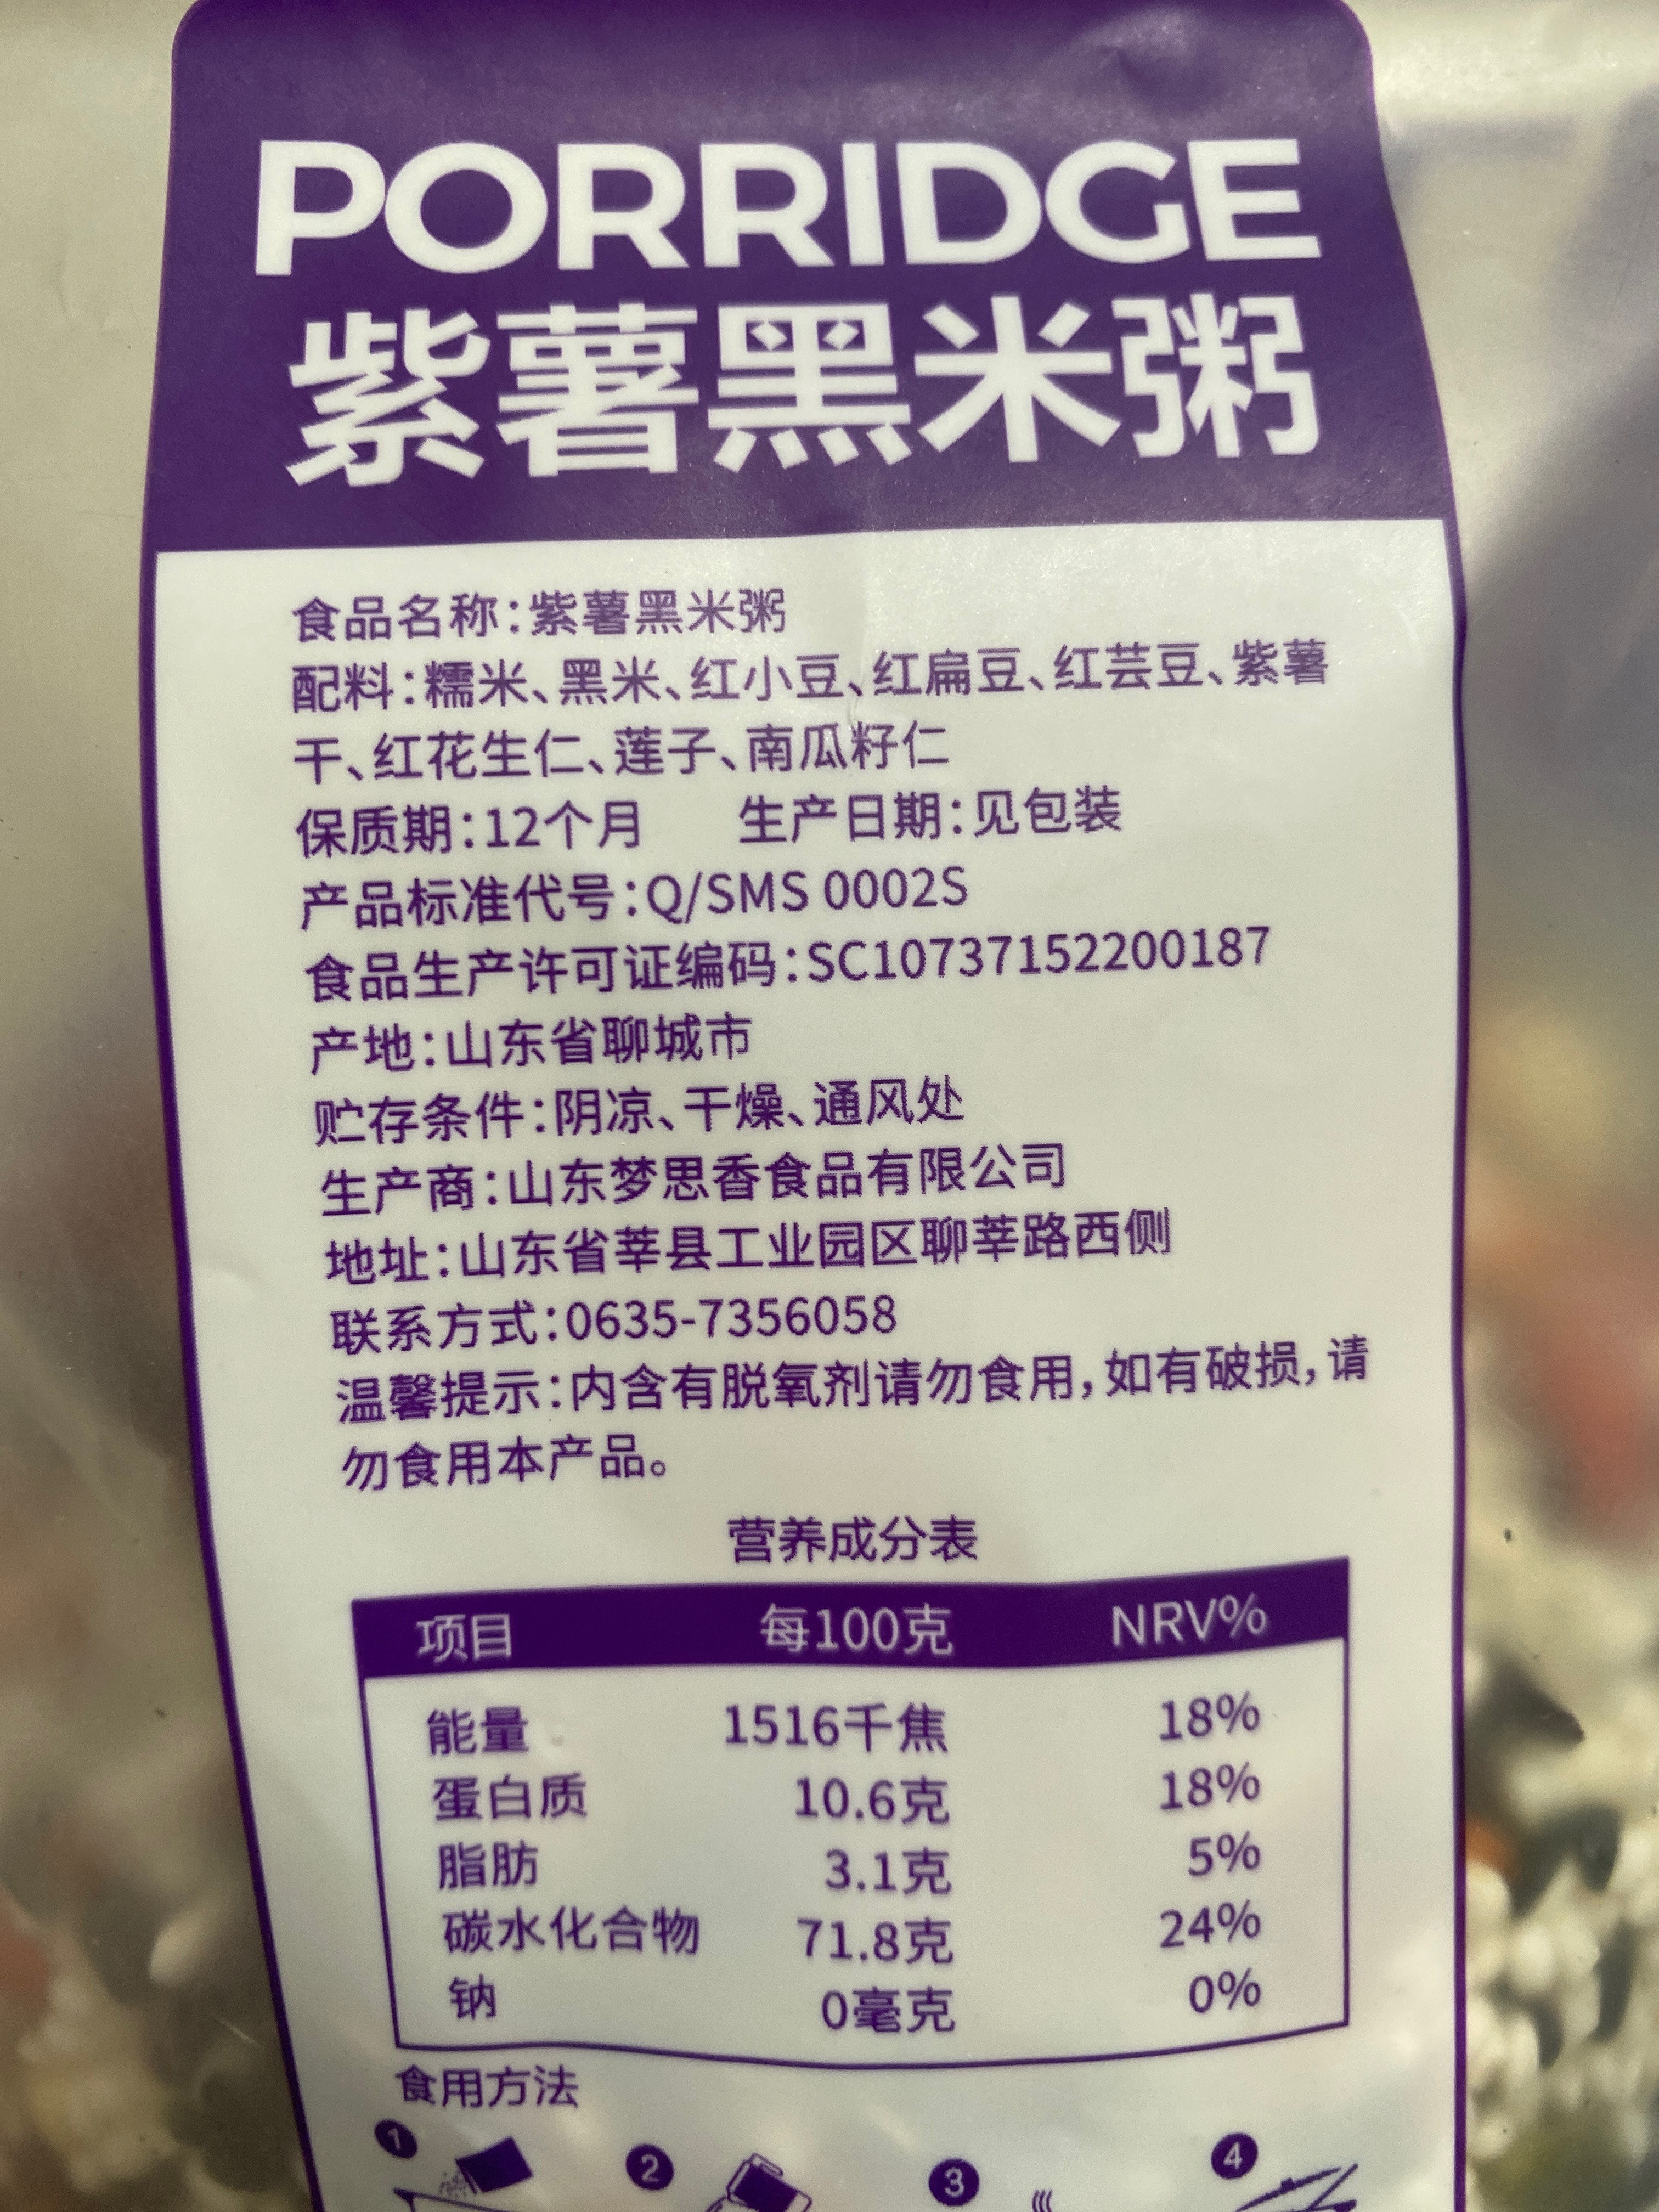 PORRIDGE
紫薯黑米粥
食品名称：紫薯黑米粥
配料：糯米、黑米、红小豆、红扁豆、红芸豆、紫薯
干、红花生仁、莲子、南瓜籽仁
保质期：12个月 生产日期：见包装
产品标准代号：Q/SMS 0002S
食品生产许可证编码：SC10737152200187
产地：山东省聊城市
贮存条件：阴凉、干燥、通风处
生产商：山东梦思香食品有限公司
地址：山东省莘县工业园区聊莘路西侧
联系方式：0635-7356058
温馨提示：内含有脱氧剂请勿食用，如有破损，请
勿食用本产品。
营养成分表
项目 每100克 NRV%
能量 1516千焦 18%
蛋白质 10.6克 18%
脂肪 3.1克 5%
碳水化合物 71.8克 24%
钠 0毫克 0%
食用方法
1 2 3 4